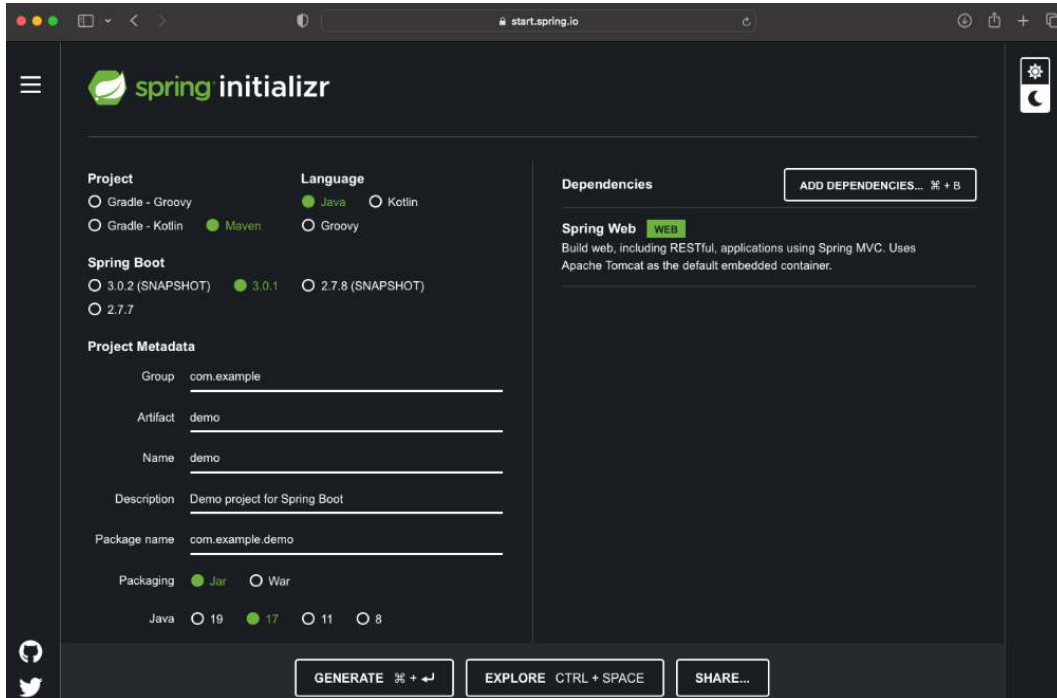 start.spring.io
spring initializr
Project
Gradle - Groovy
Gradle - Kotlin Maven
Language
Java Kotlin
Groovy
Spring Boot
3.0.2 (SNAPSHOT) 3.0.1 2.7.8 (SNAPSHOT)
2.7.7
Project Metadata
Group com.example
Artifact demo
Name demo
Description Demo project for Spring Boot
Package name com.example.demo
Packaging Jar War
Java 19 17 11 8
Dependencies
ADD DEPENDENCIES... ⌘ + B
Spring Web WEB
Build web, including RESTful, applications using Spring MVC. Uses
Apache Tomcat as the default embedded container.
GENERATE ⌘ + ↵
EXPLORE CTRL + SPACE
SHARE...